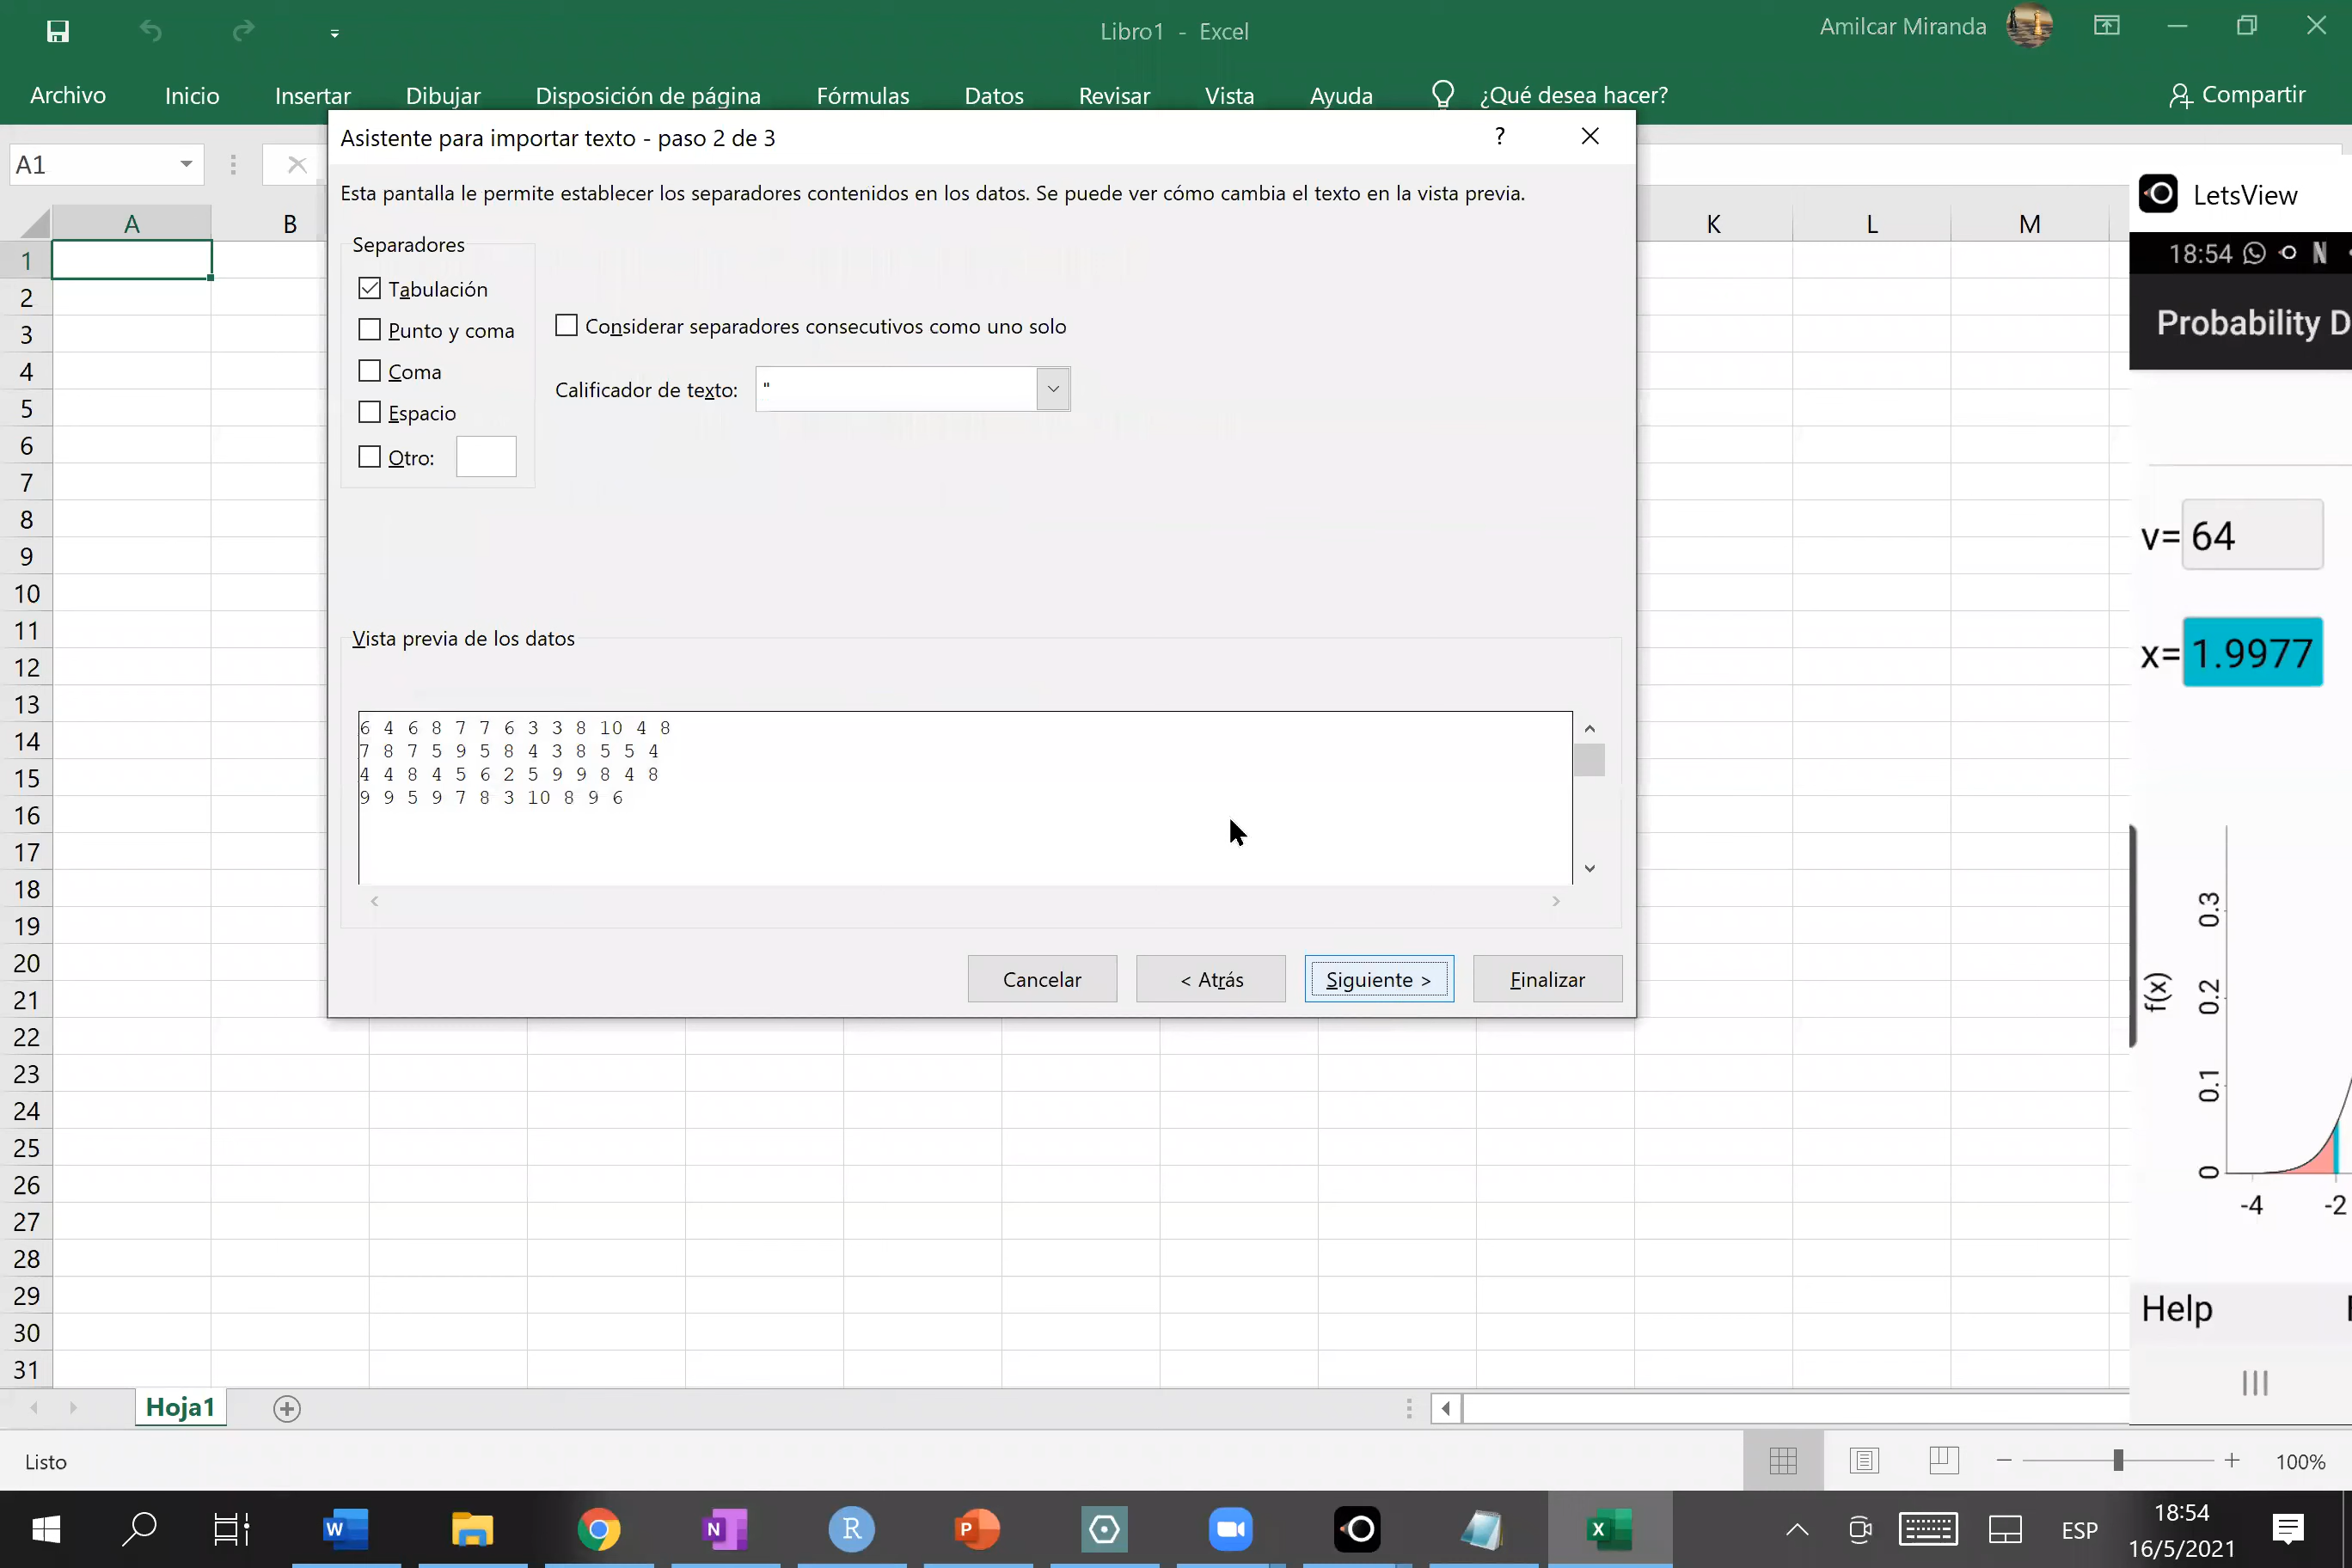 Libro1 - Excel
Amilcar Miranda
Archivo Inicio Insertar Dibujar Disposición de página Fórmulas Datos Revisar Vista Ayuda ¿Qué desea hacer? Compartir
A1
Asistente para importar texto - paso 2 de 3 ?
Esta pantalla le permite establecer los separadores contenidos en los datos. Se puede ver cómo cambia el texto en la vista previa.
Separadores
Tabulación
Punto y coma
Coma
Espacio
Otro:
Considerar separadores consecutivos como uno solo
Calificador de texto: "
Vista previa de los datos
6 4 6 8 7 7 6 3 3 8 10 4 8
7 8 7 5 9 5 8 4 3 8 5 5 4
4 4 8 4 5 6 2 5 9 9 8 4 8
9 9 5 9 7 8 3 10 8 9 6
Cancelar < Atrás Siguiente > Finalizar
A B K L M
1
2
3
4
5
6
7
8
9
10
11
12
13
14
15
16
17
18
19
20
21
22
23
24
25
26
27
28
29
30
31
LetsView
18:54
Probability D
v= 64
x= 1.9977
f(x)
0.3
0.2
0.1
0
-4 -2
Help
Hoja1
Listo
100%
ESP
18:54
16/5/2021